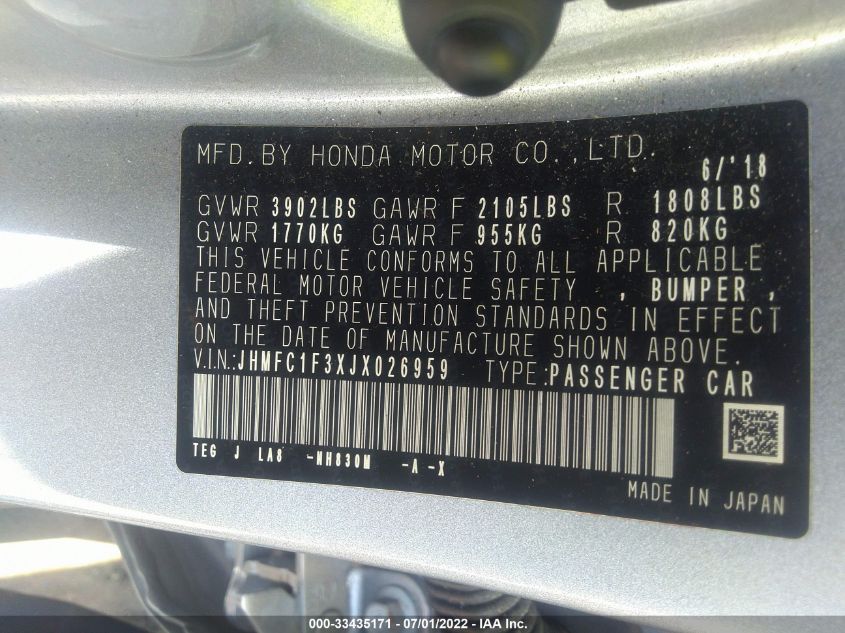 MFD. BY HONDA MOTOR CO., LTD. 6/'18
GVWR 3902LBS GAWR F 2105LBS R 1808LBS
GVWR 1770KG GAWR F 955KG R 820KG
THIS VEHICLE CONFORMS TO ALL APPLICABLE
FEDERAL MOTOR VEHICLE SAFETY , BUMPER ,
AND THEFT PREVENTION STANDARDS IN EFFECT
ON THE DATE OF MANUFACTURE SHOWN ABOVE.
V.I.N.:JHMFC1F3XJX026959 TYPE:PASSENGER CAR
TEG J LA8 -NH830M -A -X
MADE IN JAPAN
000-33435171 - 07/01/2022 - IAA Inc.